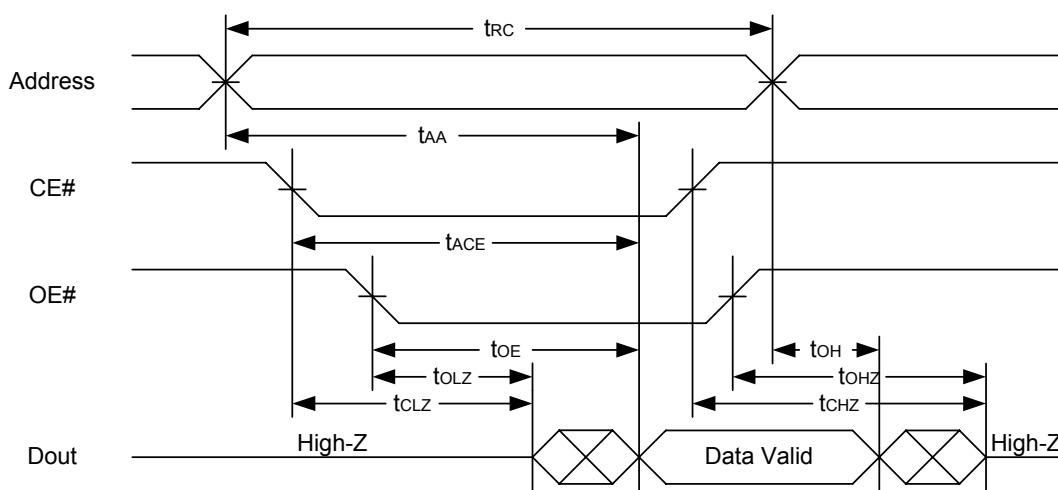 tRC
Address
tAA
CE#
tACE
OE#
tOE
tOH
tOLZ
tOHZ
tCLZ
tCHZ
High-Z
High-Z
Dout
Data Valid